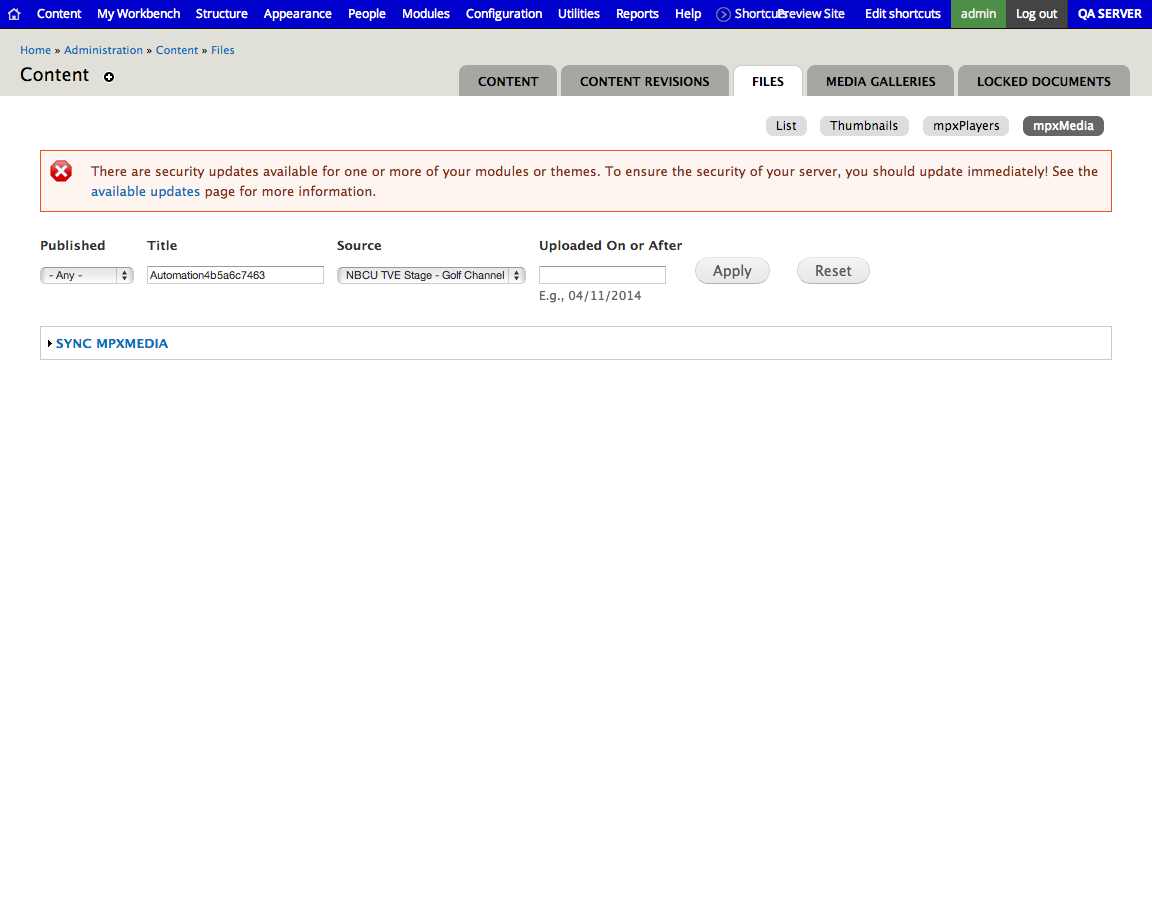 Content My Workbench Structure Appearance People Modules Configuration Utilities Reports Help Shortcuts Preview Site Edit shortcuts admin Log out QA SERVER
Home » Administration » Content » Files
Content
CONTENT CONTENT REVISIONS FILES MEDIA GALLERIES LOCKED DOCUMENTS
List Thumbnails mpxPlayers mpxMedia
There are security updates available for one or more of your modules or themes. To ensure the security of your server, you should update immediately! See the
available updates page for more information.
Published Title Source Uploaded On or After
- Any - Automation4b5a6c7463 NBCU TVE Stage - Golf Channel Apply Reset
E.g., 04/11/2014
SYNC MPXMEDIA